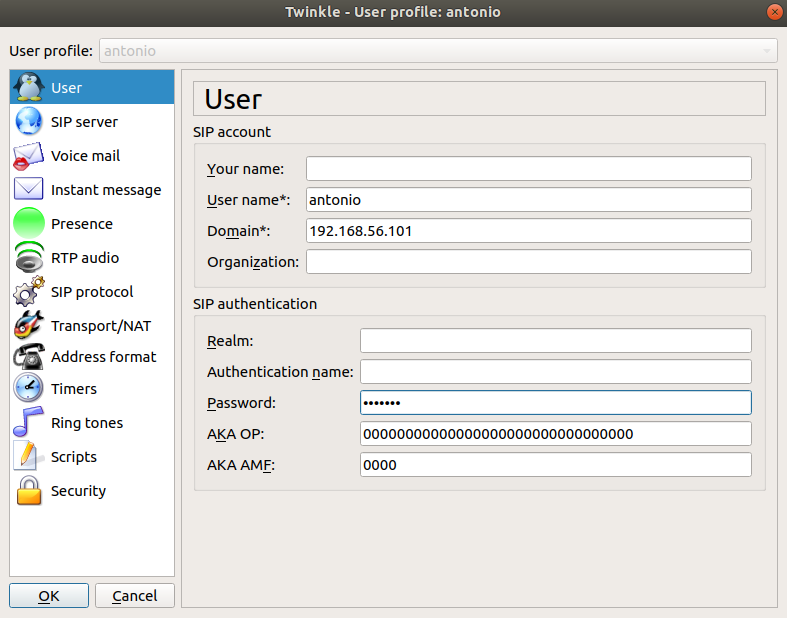 Twinkle - User profile: antonio
User profile: antonio
User
SIP server
Voice mail
Instant message
Presence
RTP audio
SIP protocol
Transport/NAT
Address format
Timers
Ring tones
Scripts
Security
User
SIP account
Your name:
User name*: antonio
Domain*: 192.168.56.101
Organization:
SIP authentication
Realm:
Authentication name:
Password: •••••••
AKA OP: 00000000000000000000000000000000
AKA AMF: 0000
OK Cancel